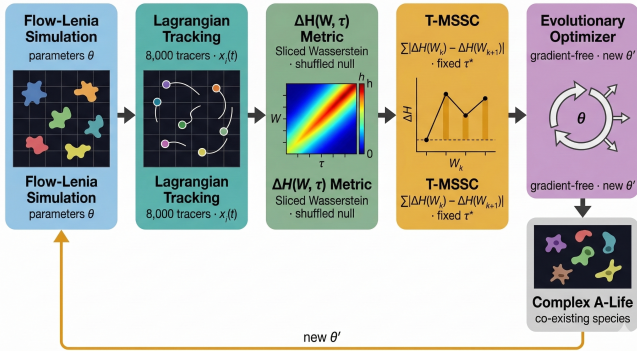 Flow-Lenia
Simulation
parameters θ
Flow-Lenia
Simulation
parameters θ
Lagrangian
Tracking
8,000 tracers · xⱼ(t)
Lagrangian
Tracking
8,000 tracers · xⱼ(t)
ΔH(W, τ)
Metric
Sliced Wasserstein
· shuffled null
h
h
0
W
τ
ΔH(W, τ) Metric
Sliced Wasserstein
· shuffled null
T-MSSC
∑|ΔH(Wₖ) − ΔH(Wₖ₊₁)|
· fixed τ*
ΔH
Wₖ
T-MSSC
∑|ΔH(Wₖ) − ΔH(Wₖ₊₁)|
· fixed τ*
Evolutionary
Optimizer
gradient-free · new θ′
θ
gradient-free · new θ′
Complex A-Life
co-existing species
new θ′